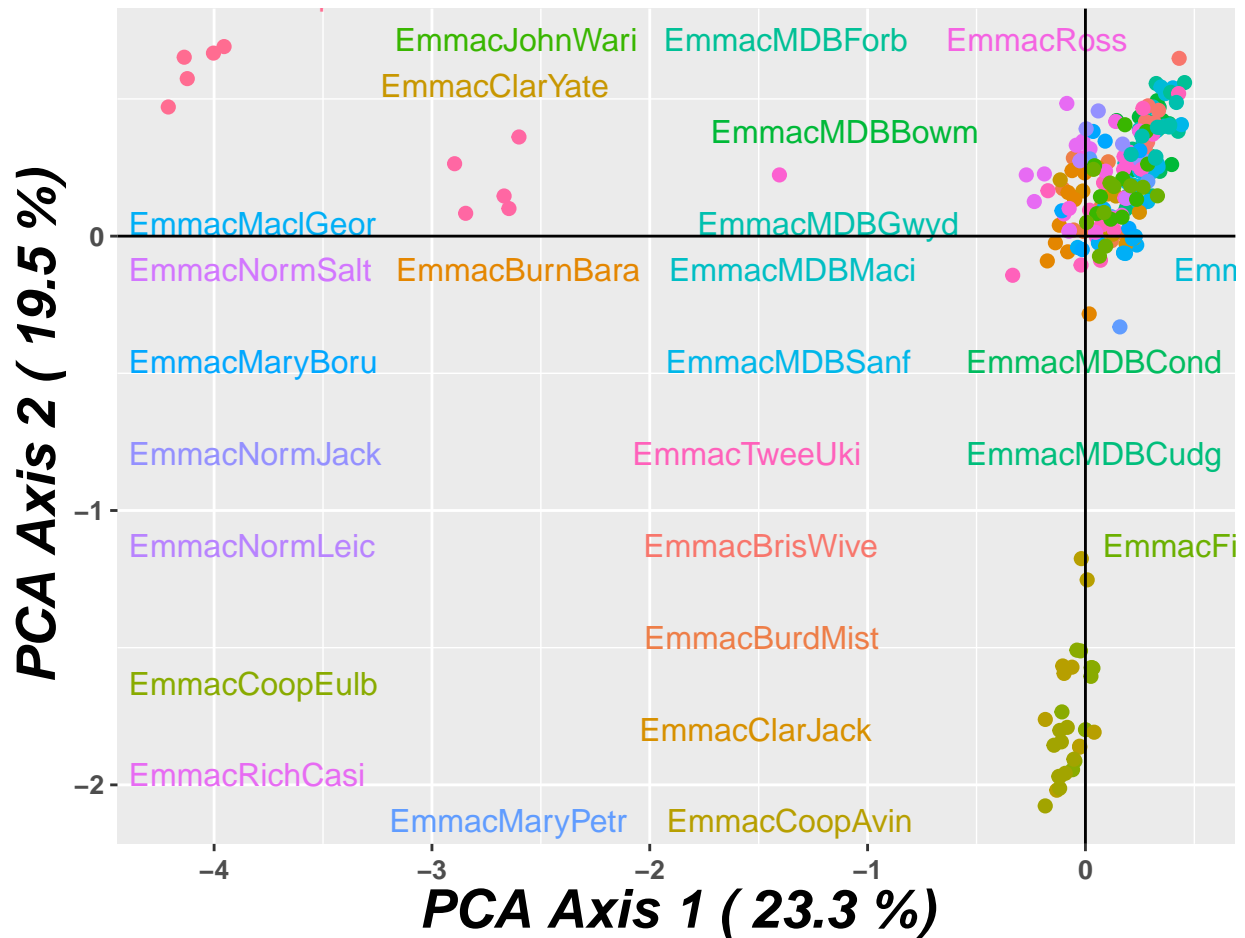 EmmacJohnWari EmmacMDBForb EmmacRoss
EmmacClarYate
EmmacMDBBowm
EmmacMaclGeor EmmacMDBGwyd
0
EmmacNormSalt EmmacBurnBara EmmacMDBMaci Emm
EmmacMaryBoru EmmacMDBSanf EmmacMDBCond
EmmacNormJack EmmacTweeUki EmmacMDBCudg
−1
EmmacNormLeic EmmacBrisWive EmmacFi
EmmacBurdMist
EmmacCoopEulb
EmmacClarJack
EmmacRichCasi
−2
EmmacMaryPetr EmmacCoopAvin
−4 −3 −2 −1 0
PCA Axis 1 ( 23.3 %)
PCA Axis 2 ( 19.5 %)